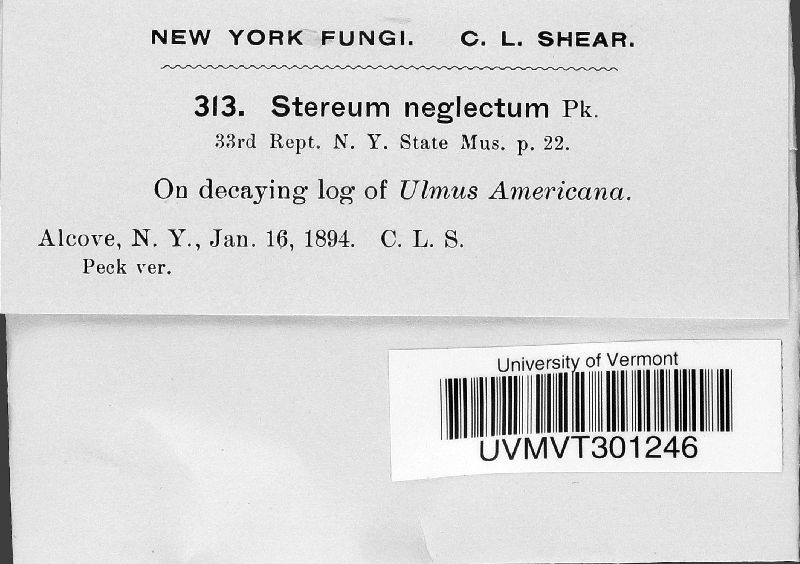 NEW YORK FUNGI. C. L. SHEAR.
313. Stereum neglectum Pk.
33rd Rept. N. Y. State Mus. p. 22.
On decaying log of Ulmus Americana.
Alcove, N. Y., Jan. 16, 1894. C. L. S.
Peck ver.
University of Vermont
UVMVT301246